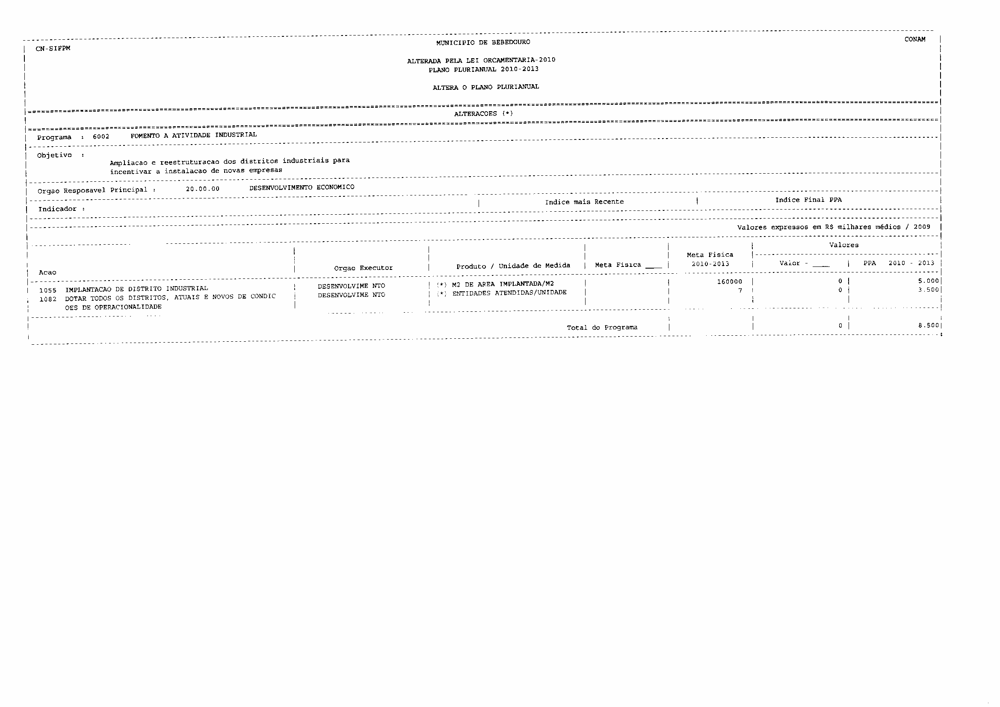 CN-SIFPM MUNICIPIO DE BEBEDOURO CONAM
ALTERADA PELA LEI ORCAMENTARIA-2010
PLANO PLURIANUAL 2010-2013
ALTERA O PLANO PLURIANUAL
ALTERACOES (*)
Programa : 6002 FOMENTO A ATIVIDADE INDUSTRIAL
Objetivo :
Ampliacao e reestruturacao dos distritos industriais para
incentivar a instalacao de novas empresas
Orgao Resposavel Principal : 20.00.00 DESENVOLVIMENTO ECONOMICO
Indicador : | Indice mais Recente | Indice Final PPA
Valores expressos em R$ milhares médios / 2009
Valores
Meta Fisica
Acao | Orgao Executor | Produto / Unidade de Medida | Meta Fisica ____ | 2010-2013 | Valor - ____ | PPA 2010 - 2013
1055 IMPLANTACAO DE DISTRITO INDUSTRIAL | DESENVOLVIME NTO | (*) M2 DE AREA IMPLANTADA/M2 | | 160000 | 0 | 5.000
1082 DOTAR TODOS OS DISTRITOS, ATUAIS E NOVOS DE CONDIC | DESENVOLVIME NTO | (*) ENTIDADES ATENDIDAS/UNIDADE | | 7 | 0 | 3.500
OES DE OPERACIONALIDADE
Total do Programa | | 0 | 8.500